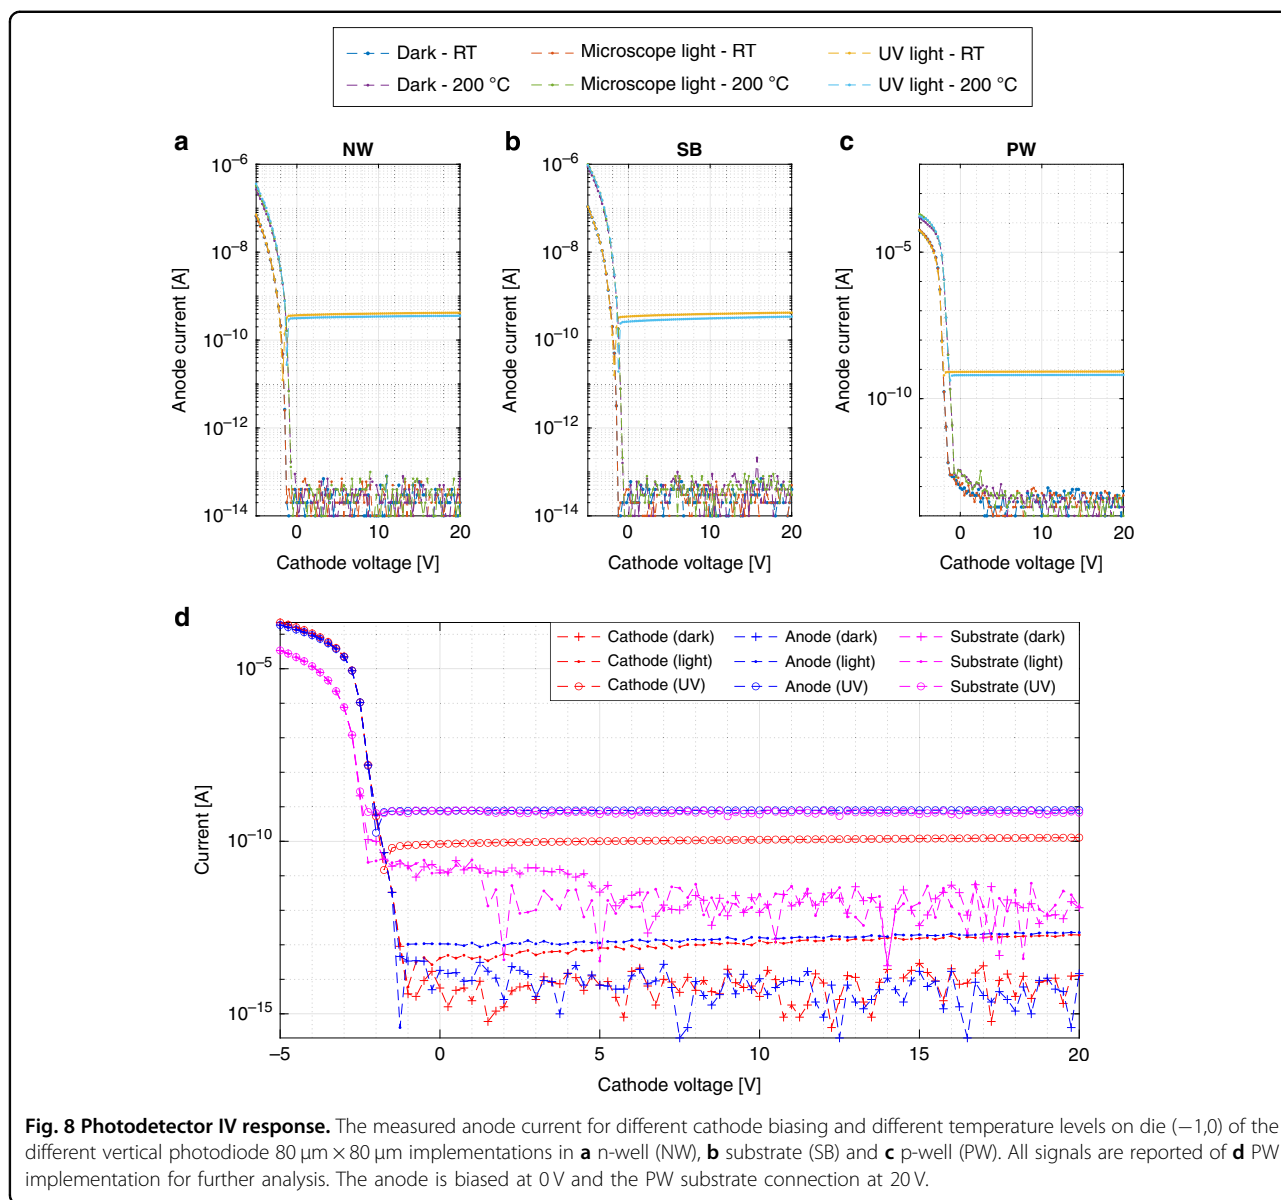 Dark - RT Microscope light - RT UV light - RT
Dark - 200 °C Microscope light - 200 °C UV light - 200 °C
a NW
10⁻⁶
10⁻⁸
10⁻¹⁰
10⁻¹²
10⁻¹⁴
0 10 20
Anode current [A]
Cathode voltage [V]
b SB
10⁻⁶
10⁻⁸
10⁻¹⁰
10⁻¹²
10⁻¹⁴
0 10 20
Anode current [A]
Cathode voltage [V]
c PW
10⁻⁵
10⁻¹⁰
0 10 20
Anode current [A]
Cathode voltage [V]
d
Cathode (dark) Anode (dark) Substrate (dark)
Cathode (light) Anode (light) Substrate (light)
Cathode (UV) Anode (UV) Substrate (UV)
10⁻⁵
10⁻¹⁰
10⁻¹⁵
Current [A]
−5 0 5 10 15 20
Cathode voltage [V]
Fig. 8 Photodetector IV response. The measured anode current for different cathode biasing and different temperature levels on die (−1,0) of the
different vertical photodiode 80 μm × 80 μm implementations in a n-well (NW), b substrate (SB) and c p-well (PW). All signals are reported of d PW
implementation for further analysis. The anode is biased at 0 V and the PW substrate connection at 20 V.